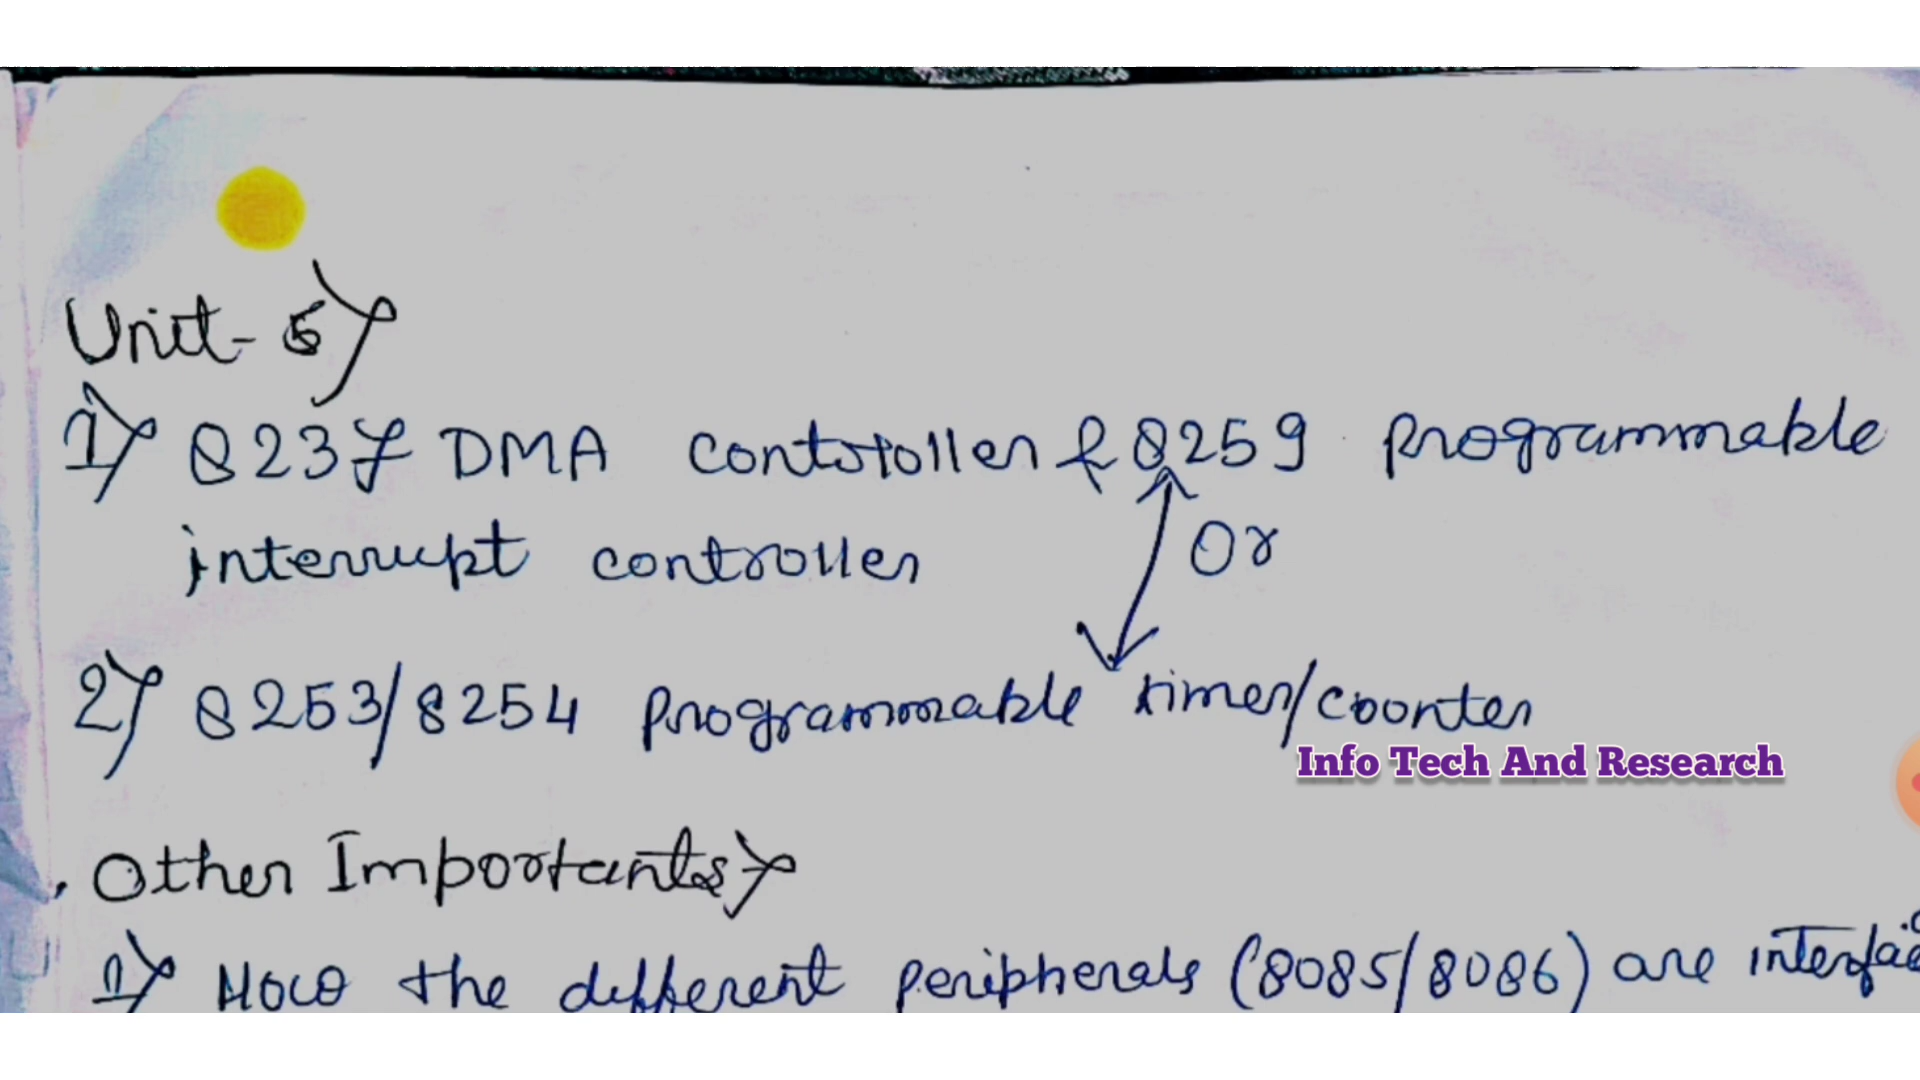 Unit-5
1) 8237 DMA controller & 8259 Programmable
interrupt controller
Or
2) 8253/8254 Programmable timer/counter
Info Tech And Research
Other Importants
1) How the different peripherals (8085/8086) are